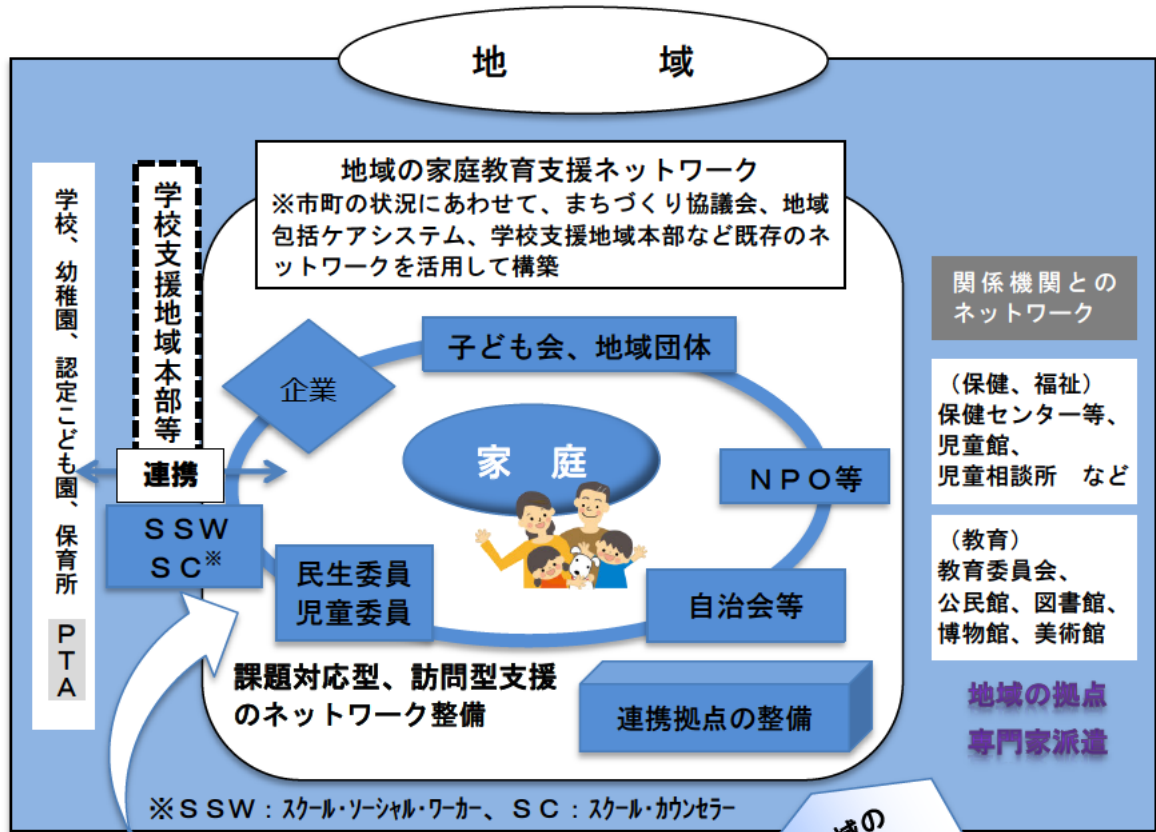 地　域
地域の家庭教育支援ネットワーク
※市町の状況にあわせて、まちづくり協議会、地域
包括ケアシステム、学校支援地域本部など既存のネ
ットワークを活用して構築
学校、幼稚園、認定こども園、保育所
PTA
学校支援地域本部等
連携
ＳＳＷ
ＳＣ※
企業
子ども会、地域団体
家　庭
ＮＰＯ等
民生委員
児童委員
自治会等
課題対応型、訪問型支援
のネットワーク整備
連携拠点の整備
関係機関との
ネットワーク
（保健、福祉）
保健センター等、
児童館、
児童相談所　など
（教育）
教育委員会、
公民館、図書館、
博物館、美術館
地域の拠点
専門家派遣
※ＳＳＷ：ｽｸｰﾙ･ｿｰｼｬﾙ･ﾜｰｶｰ、ＳＣ：ｽｸｰﾙ･ｶｳﾝｾﾗｰ
域の